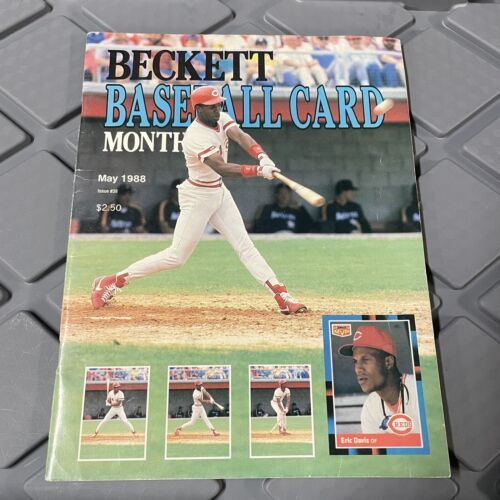 BECKETT
BASEBALL CARD
MONTH
May 1988
Issue #38
$2.50
REDS
Eric Davis OF